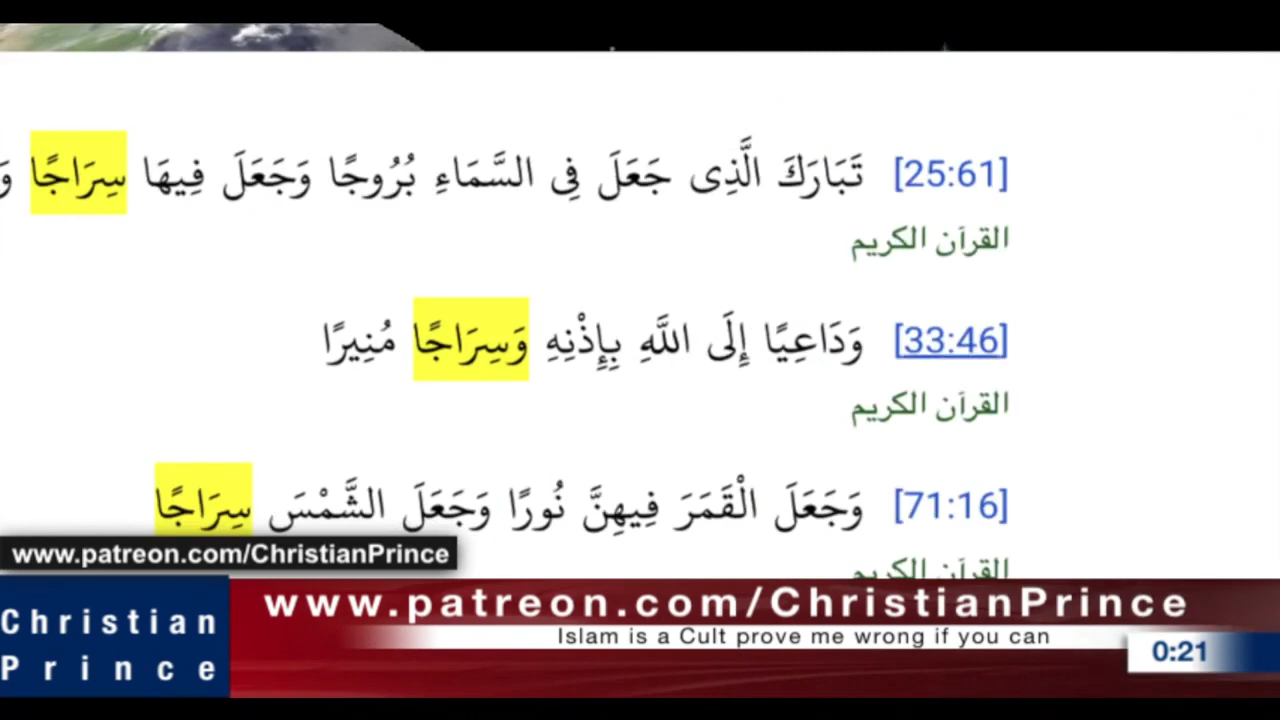 [25:61] تَبَارَكَ الَّذِى جَعَلَ فِى السَّمَاءِ بُرُوجًا وَجَعَلَ فِيهَا سِرَاجًا وَ
القرآن الكريم
[33:46] وَدَاعِيًا إِلَى اللَّهِ بِإِذْنِهِ وَسِرَاجًا مُنِيرًا
القرآن الكريم
[71:16] وَجَعَلَ الْقَمَرَ فِيهِنَّ نُورًا وَجَعَلَ الشَّمْسَ سِرَاجًا
القرآن الكريم
www.patreon.com/ChristianPrince
www.patreon.com/ChristianPrince
Islam is a Cult prove me wrong if you can
Christian
Prince
0:21